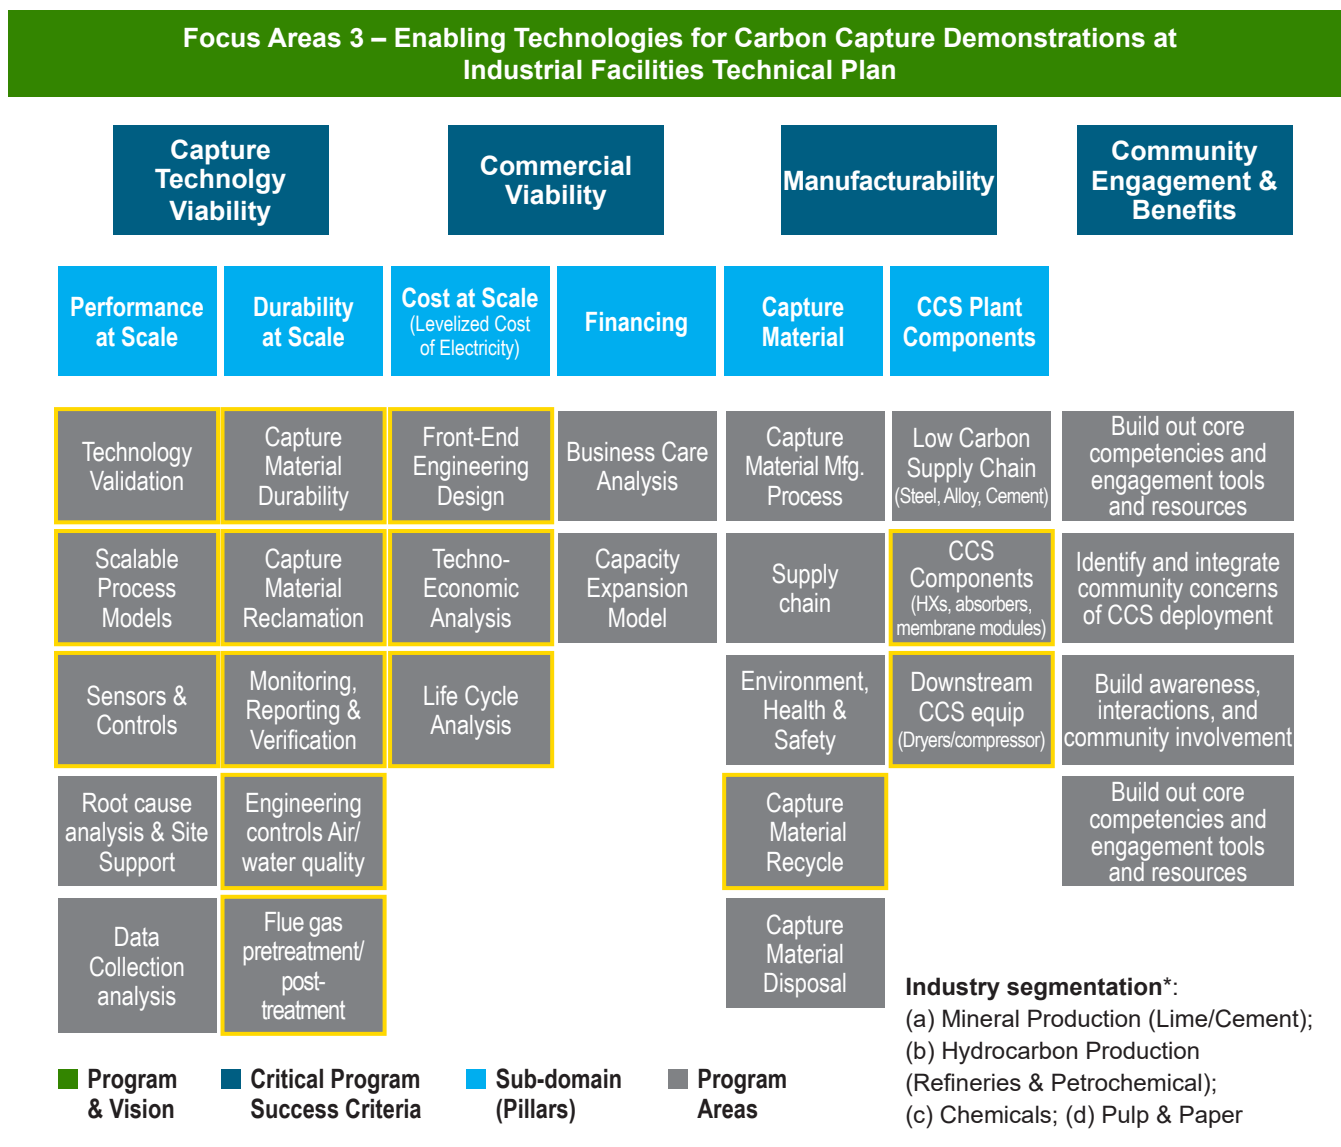 Focus Areas 3 – Enabling Technologies for Carbon Capture Demonstrations at
Industrial Facilities Technical Plan
Capture
Technolgy
Viability
Commercial
Viability
Manufacturability
Community
Engagement &
Benefits
Performance
at Scale
Durability
at Scale
Cost at Scale
(Levelized Cost
of Electricity)
Financing
Capture
Material
CCS Plant
Components
Technology
Validation
Capture
Material
Durability
Front-End
Engineering
Design
Business Care
Analysis
Capture
Material Mfg.
Process
Low Carbon
Supply Chain
(Steel, Alloy, Cement)
Build out core
competencies and
engagement tools
and resources
Scalable
Process
Models
Capture
Material
Reclamation
Techno-
Economic
Analysis
Capacity
Expansion
Model
Supply
chain
CCS
Components
(HXs, absorbers,
membrane modules)
Identify and integrate
community concerns
of CCS deployment
Sensors &
Controls
Monitoring,
Reporting &
Verification
Life Cycle
Analysis
Environment,
Health &
Safety
Downstream
CCS equip
(Dryers/compressor)
Build awareness,
interactions, and
community involvement
Root cause
analysis & Site
Support
Engineering
controls Air/
water quality
Capture
Material
Recycle
Build out core
competencies and
engagement tools
and resources
Data
Collection
analysis
Flue gas
pretreatment/
post-
treatment
Capture
Material
Disposal
Industry segmentation*:
(a) Mineral Production (Lime/Cement);
(b) Hydrocarbon Production
(Refineries & Petrochemical);
(c) Chemicals; (d) Pulp & Paper
Program
& Vision
Critical Program
Success Criteria
Sub-domain
(Pillars)
Program
Areas